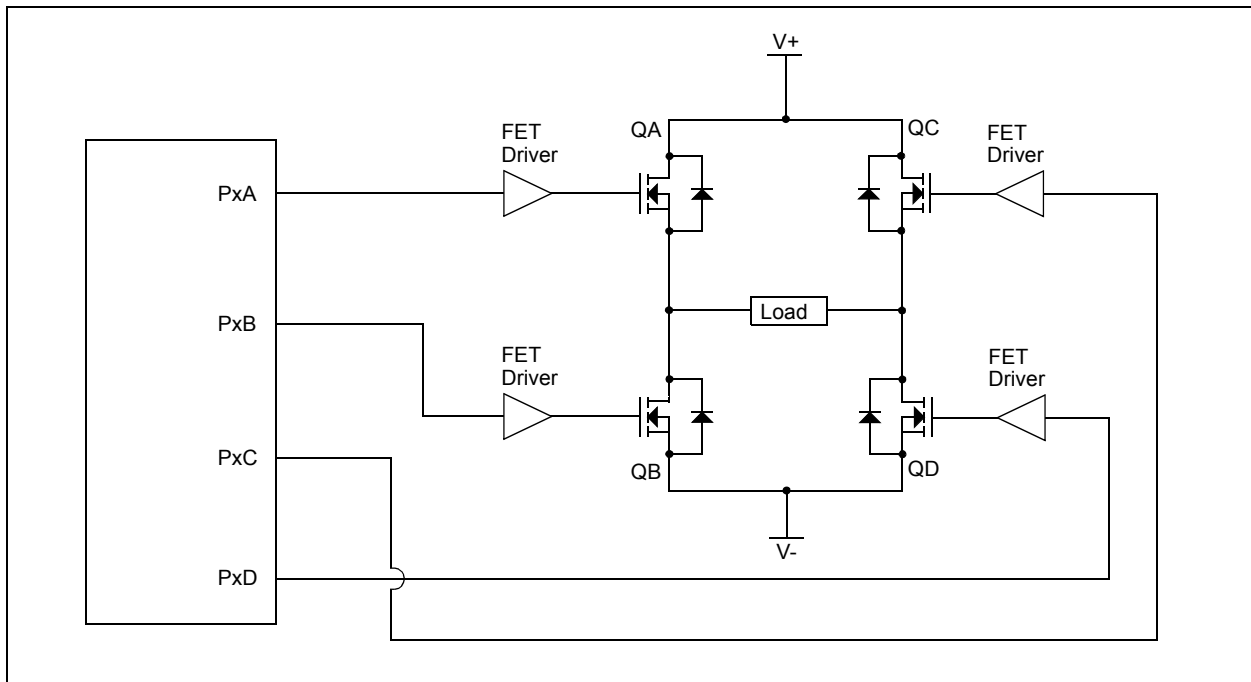 V+
FET
Driver
QA
QC
FET
Driver
PxA
PxB
Load
FET
Driver
FET
Driver
PxC
QB
QD
V-
PxD